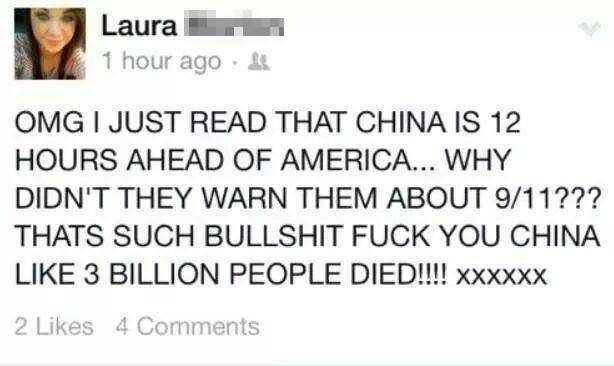 Laura
1 hour ago ·
OMG I JUST READ THAT CHINA IS 12
HOURS AHEAD OF AMERICA... WHY
DIDN'T THEY WARN THEM ABOUT 9/11???
THATS SUCH BULLSHIT FUCK YOU CHINA
LIKE 3 BILLION PEOPLE DIED!!!! xxxxxx
2 Likes 4 Comments